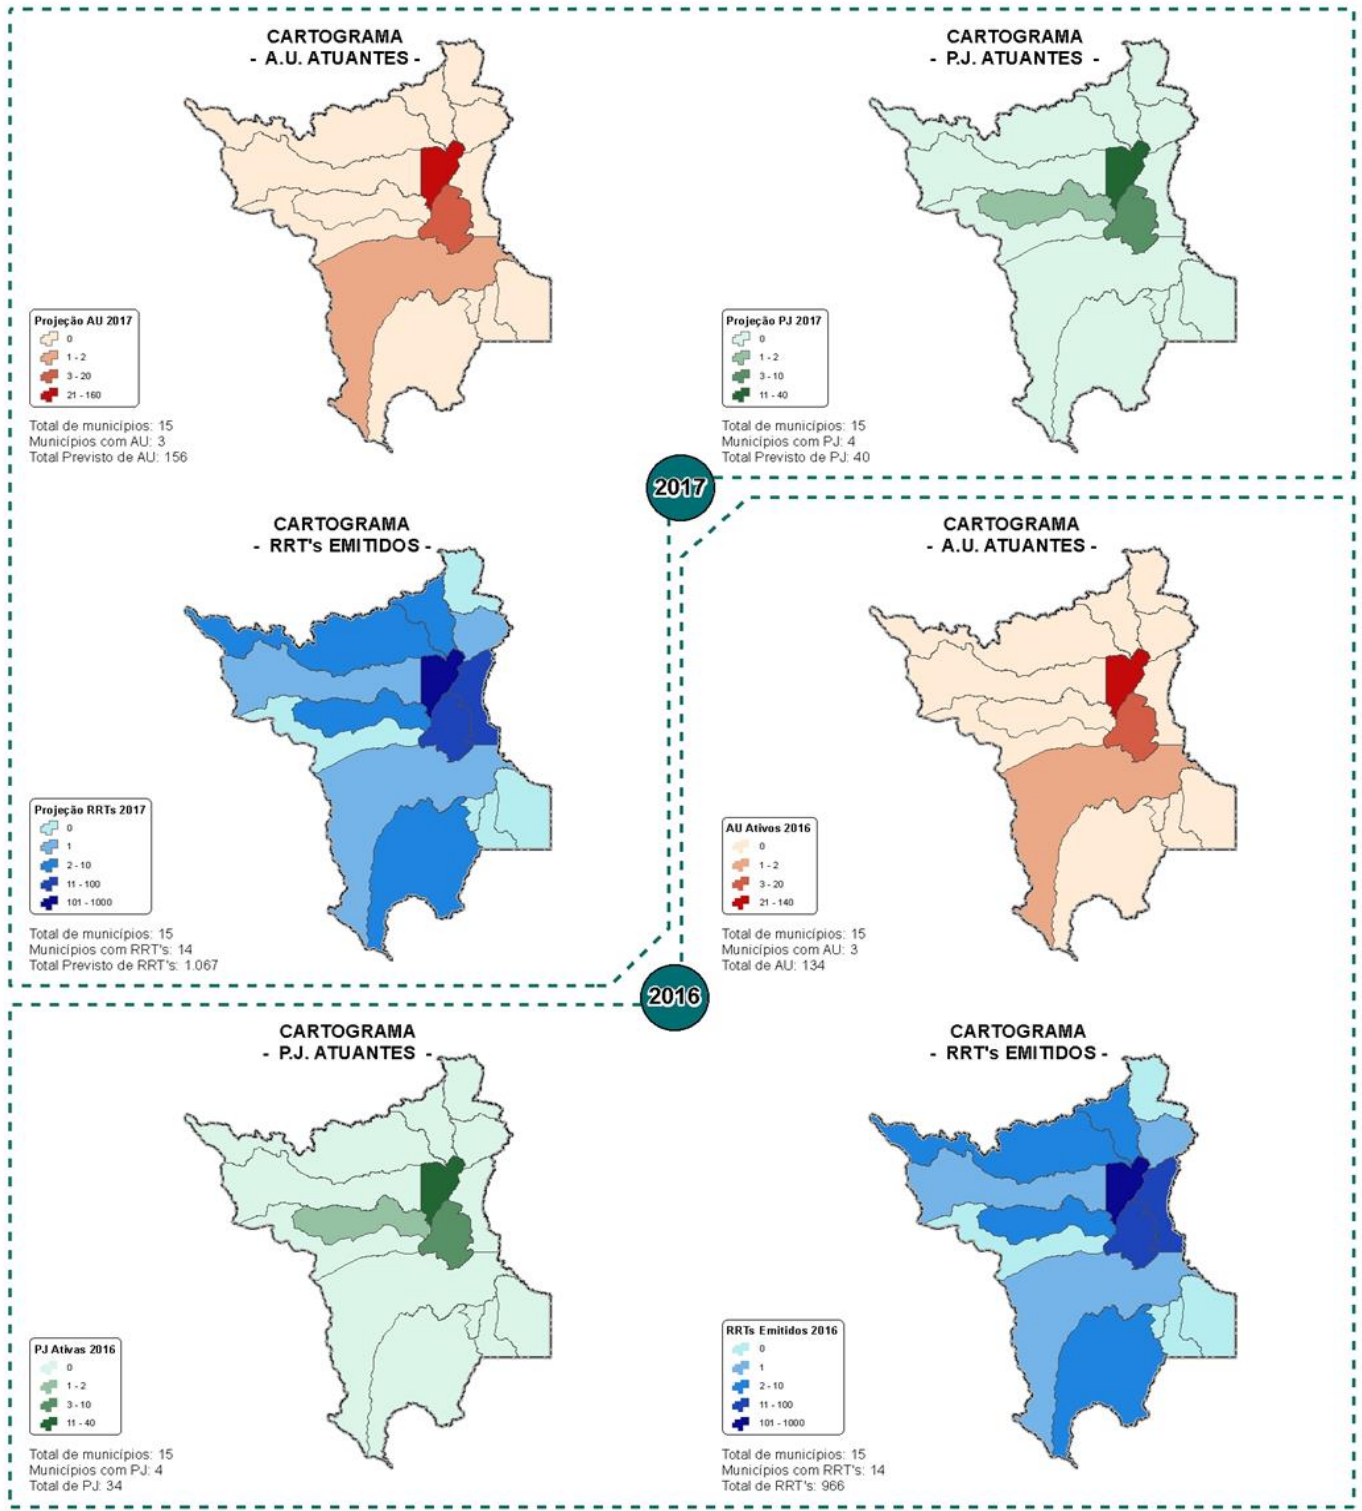 CARTOGRAMA
- A.U. ATUANTES -
Projeção AU 2017
0
1 - 2
3 - 20
21 - 160
Total de municípios: 15
Municípios com AU: 3
Total Previsto de AU: 156
CARTOGRAMA
- P.J. ATUANTES -
Projeção PJ 2017
0
1 - 2
3 - 10
11 - 40
Total de municípios: 15
Municípios com PJ: 4
Total Previsto de PJ: 40
2017
CARTOGRAMA
- RRT's EMITIDOS -
Projeção RRTs 2017
0
1
2 - 10
11 - 100
101 - 1000
Total de municípios: 15
Municípios com RRT's: 14
Total Previsto de RRT's: 1.067
CARTOGRAMA
- A.U. ATUANTES -
AU Ativos 2016
0
1 - 2
3 - 20
21 - 140
Total de municípios: 15
Municípios com AU: 3
Total de AU: 134
2016
CARTOGRAMA
- P.J. ATUANTES -
PJ Ativas 2016
0
1 - 2
3 - 10
11 - 40
Total de municípios: 15
Municípios com PJ: 4
Total de PJ: 34
CARTOGRAMA
- RRT's EMITIDOS -
RRTs Emitidos 2016
0
1
2 - 10
11 - 100
101 - 1000
Total de municípios: 15
Municípios com RRT's: 14
Total de RRT's: 966